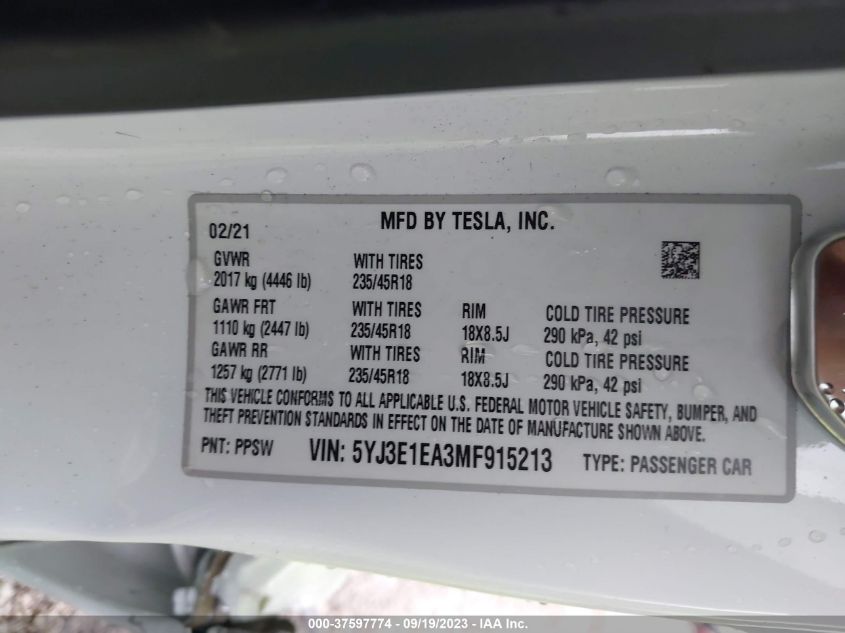 MFD BY TESLA, INC.
02/21
GVWR WITH TIRES
2017 kg (4446 lb) 235/45R18
GAWR FRT WITH TIRES RIM COLD TIRE PRESSURE
1110 kg (2447 lb) 235/45R18 18X8.5J 290 kPa, 42 psi
GAWR RR WITH TIRES RIM COLD TIRE PRESSURE
1257 kg (2771 lb) 235/45R18 18X8.5J 290 kPa, 42 psi
THIS VEHICLE CONFORMS TO ALL APPLICABLE U.S. FEDERAL MOTOR VEHICLE SAFETY, BUMPER, AND
THEFT PREVENTION STANDARDS IN EFFECT ON THE DATE OF MANUFACTURE SHOWN ABOVE.
PNT: PPSW VIN: 5YJ3E1EA3MF915213 TYPE: PASSENGER CAR
000-37597774 - 09/19/2023 - IAA Inc.